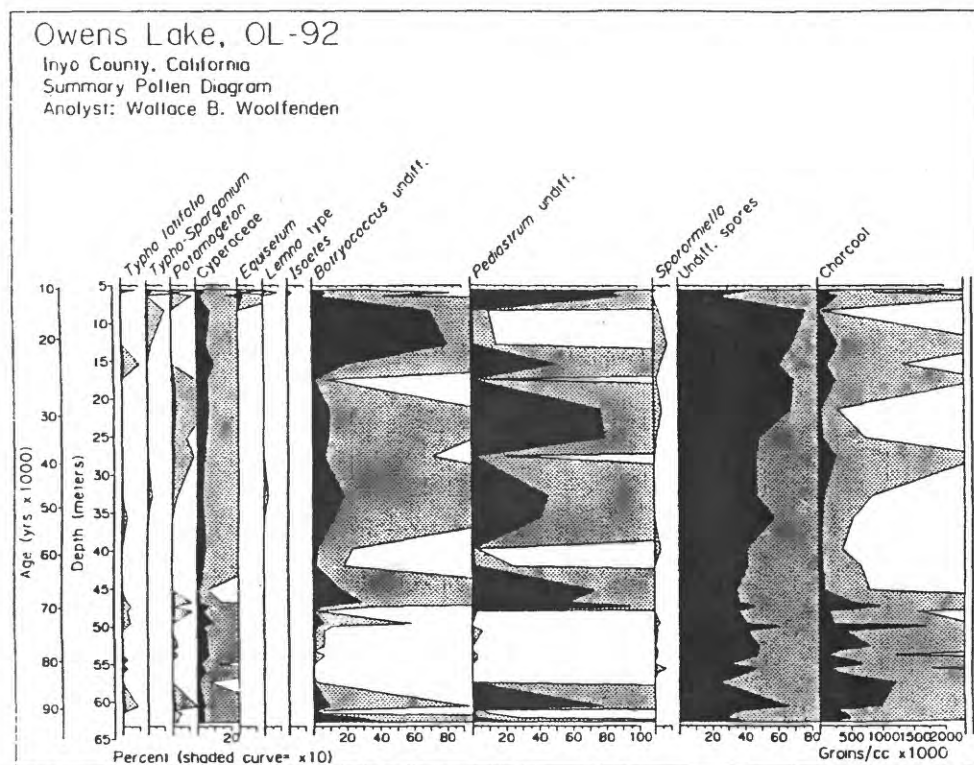 Owens Lake, OL-92
Inyo County, California
Summary Pollen Diagram
Analyst: Wallace B. Woolfenden
Typha latifolia
Typha-Sparganium
Potamogeton
Cyperaceae
Equisetum
Lemna type
Isoetes
Botryococcus undiff.
Pediastrum undiff.
Sporormiella
Undiff. spores
Charcoal
Age (yrs x1000)
10
20
30
40
50
60
70
80
90
Depth (meters)
5
10
15
20
25
30
35
40
45
50
55
60
65
20
20 40 60 80
20 40 60 80 100
20 40 60 80
500 1000 1500 2000
Percent (shaded curve= x10)
Grains/cc x1000